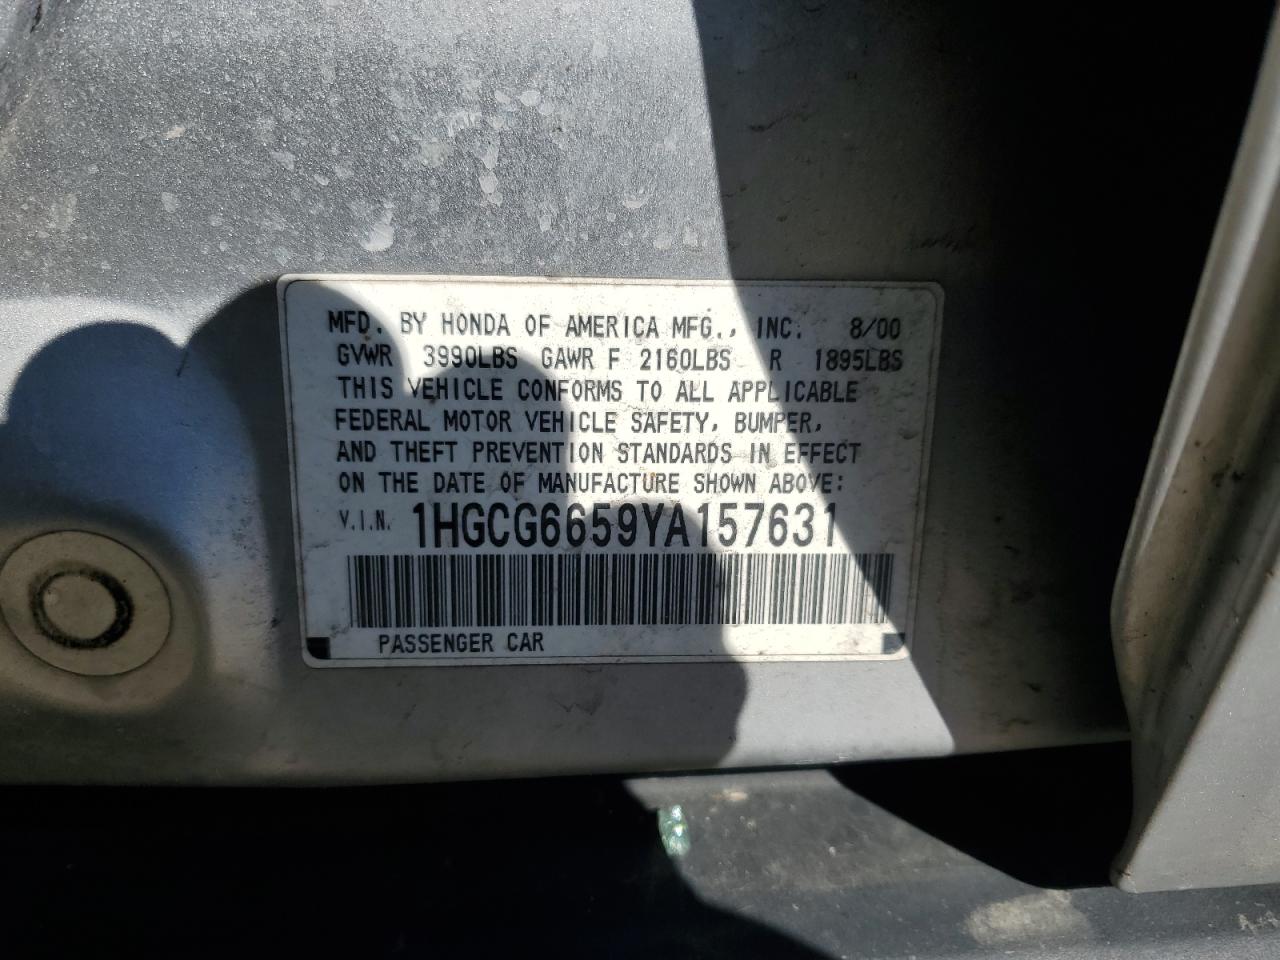 MFD. BY HONDA OF AMERICA MFG., INC. 8/00
GVWR 3990LBS GAWR F 2160LBS R 1895LBS
THIS VEHICLE CONFORMS TO ALL APPLICABLE
FEDERAL MOTOR VEHICLE SAFETY, BUMPER,
AND THEFT PREVENTION STANDARDS IN EFFECT
ON THE DATE OF MANUFACTURE SHOWN ABOVE:
V.I.N. 1HGCG6659YA157631
PASSENGER CAR